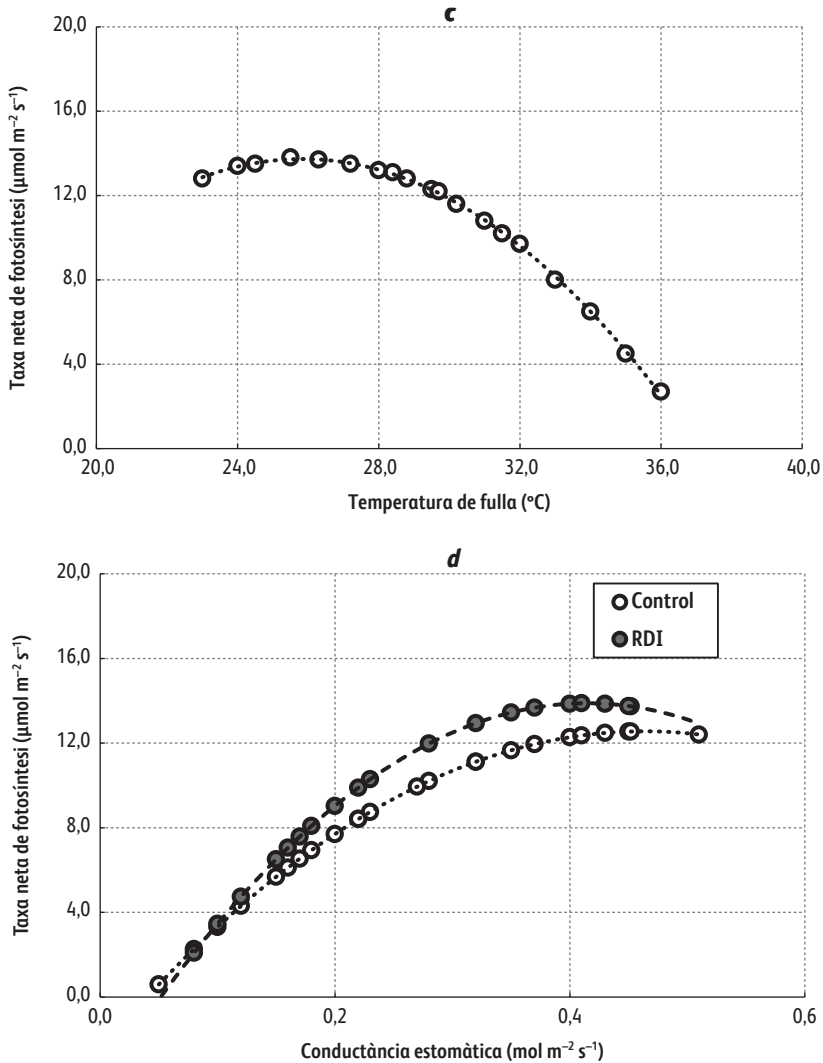 c
Taxa neta de fotosíntesi (μmol m⁻² s⁻¹)
20,0
16,0
12,0
8,0
4,0
0,0
20,0 24,0 28,0 32,0 36,0 40,0
Temperatura de fulla (ºC)
d
Taxa neta de fotosíntesi (μmol m⁻² s⁻¹)
20,0
16,0
12,0
8,0
4,0
0,0
Control
RDI
0,0 0,2 0,4 0,6
Conductància estomàtica (mol m⁻² s⁻¹)